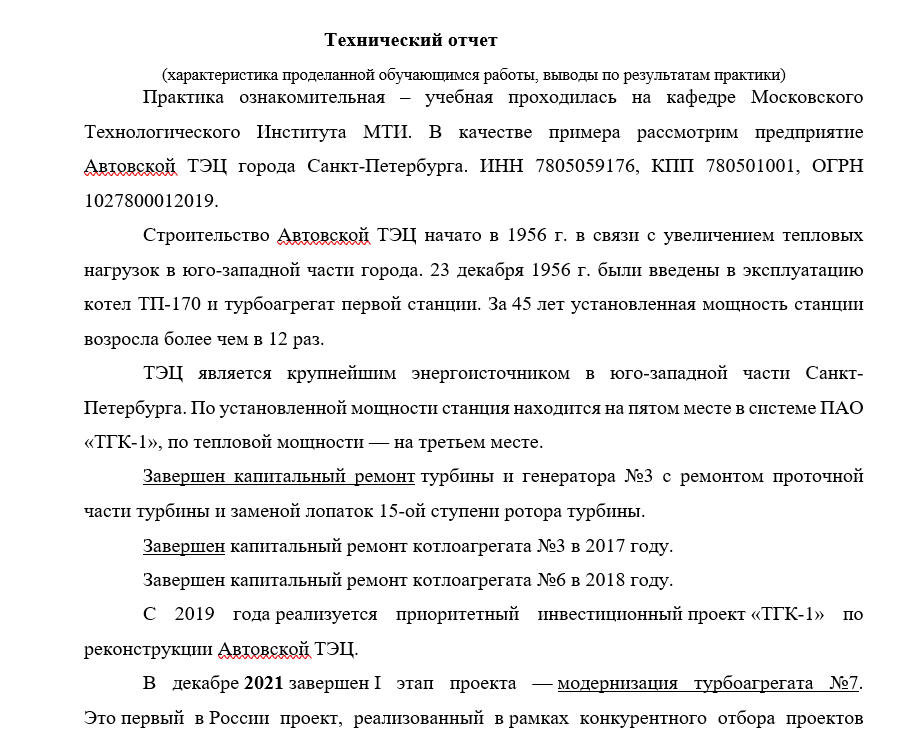 Технический отчет
(характеристика проделанной обучающимся работы, выводы по результатам практики)
Практика ознакомительная – учебная проходилась на кафедре Московского
Технологического Института МТИ. В качестве примера рассмотрим предприятие
Автовской ТЭЦ города Санкт-Петербурга. ИНН 7805059176, КПП 780501001, ОГРН
1027800012019.
Строительство Автовской ТЭЦ начато в 1956 г. в связи с увеличением тепловых
нагрузок в юго-западной части города. 23 декабря 1956 г. были введены в эксплуатацию
котел ТП-170 и турбоагрегат первой станции. За 45 лет установленная мощность станции
возросла более чем в 12 раз.
ТЭЦ является крупнейшим энергоисточником в юго-западной части Санкт-
Петербурга. По установленной мощности станция находится на пятом месте в системе ПАО
«ТГК-1», по тепловой мощности — на третьем месте.
Завершен капитальный ремонт турбины и генератора №3 с ремонтом проточной
части турбины и заменой лопаток 15-ой ступени ротора турбины.
Завершен капитальный ремонт котлоагрегата №3 в 2017 году.
Завершен капитальный ремонт котлоагрегата №6 в 2018 году.
С 2019 года реализуется приоритетный инвестиционный проект «ТГК-1» по
реконструкции Автовской ТЭЦ.
В декабре 2021 завершен I этап проекта — модернизация турбоагрегата №7.
Это первый в России проект, реализованный в рамках конкурентного отбора проектов